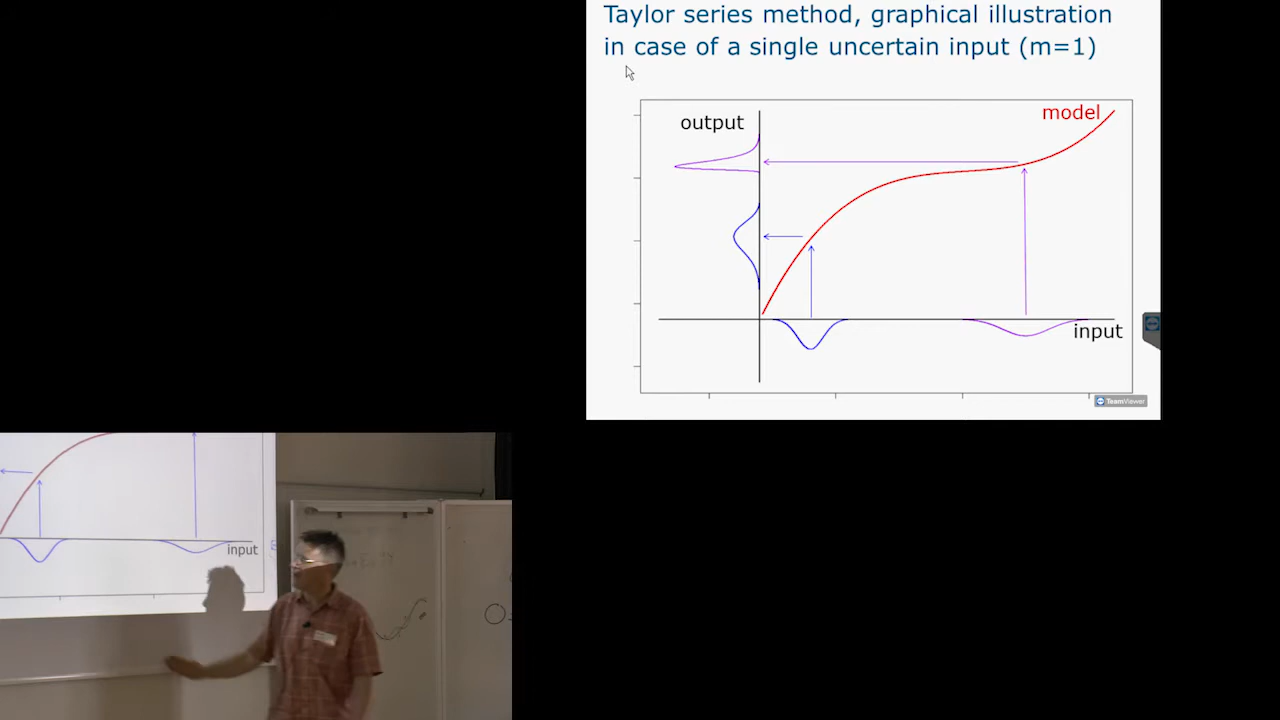 Taylor series method, graphical illustration
in case of a single uncertain input (m=1)
model
output
input
TeamViewer
input